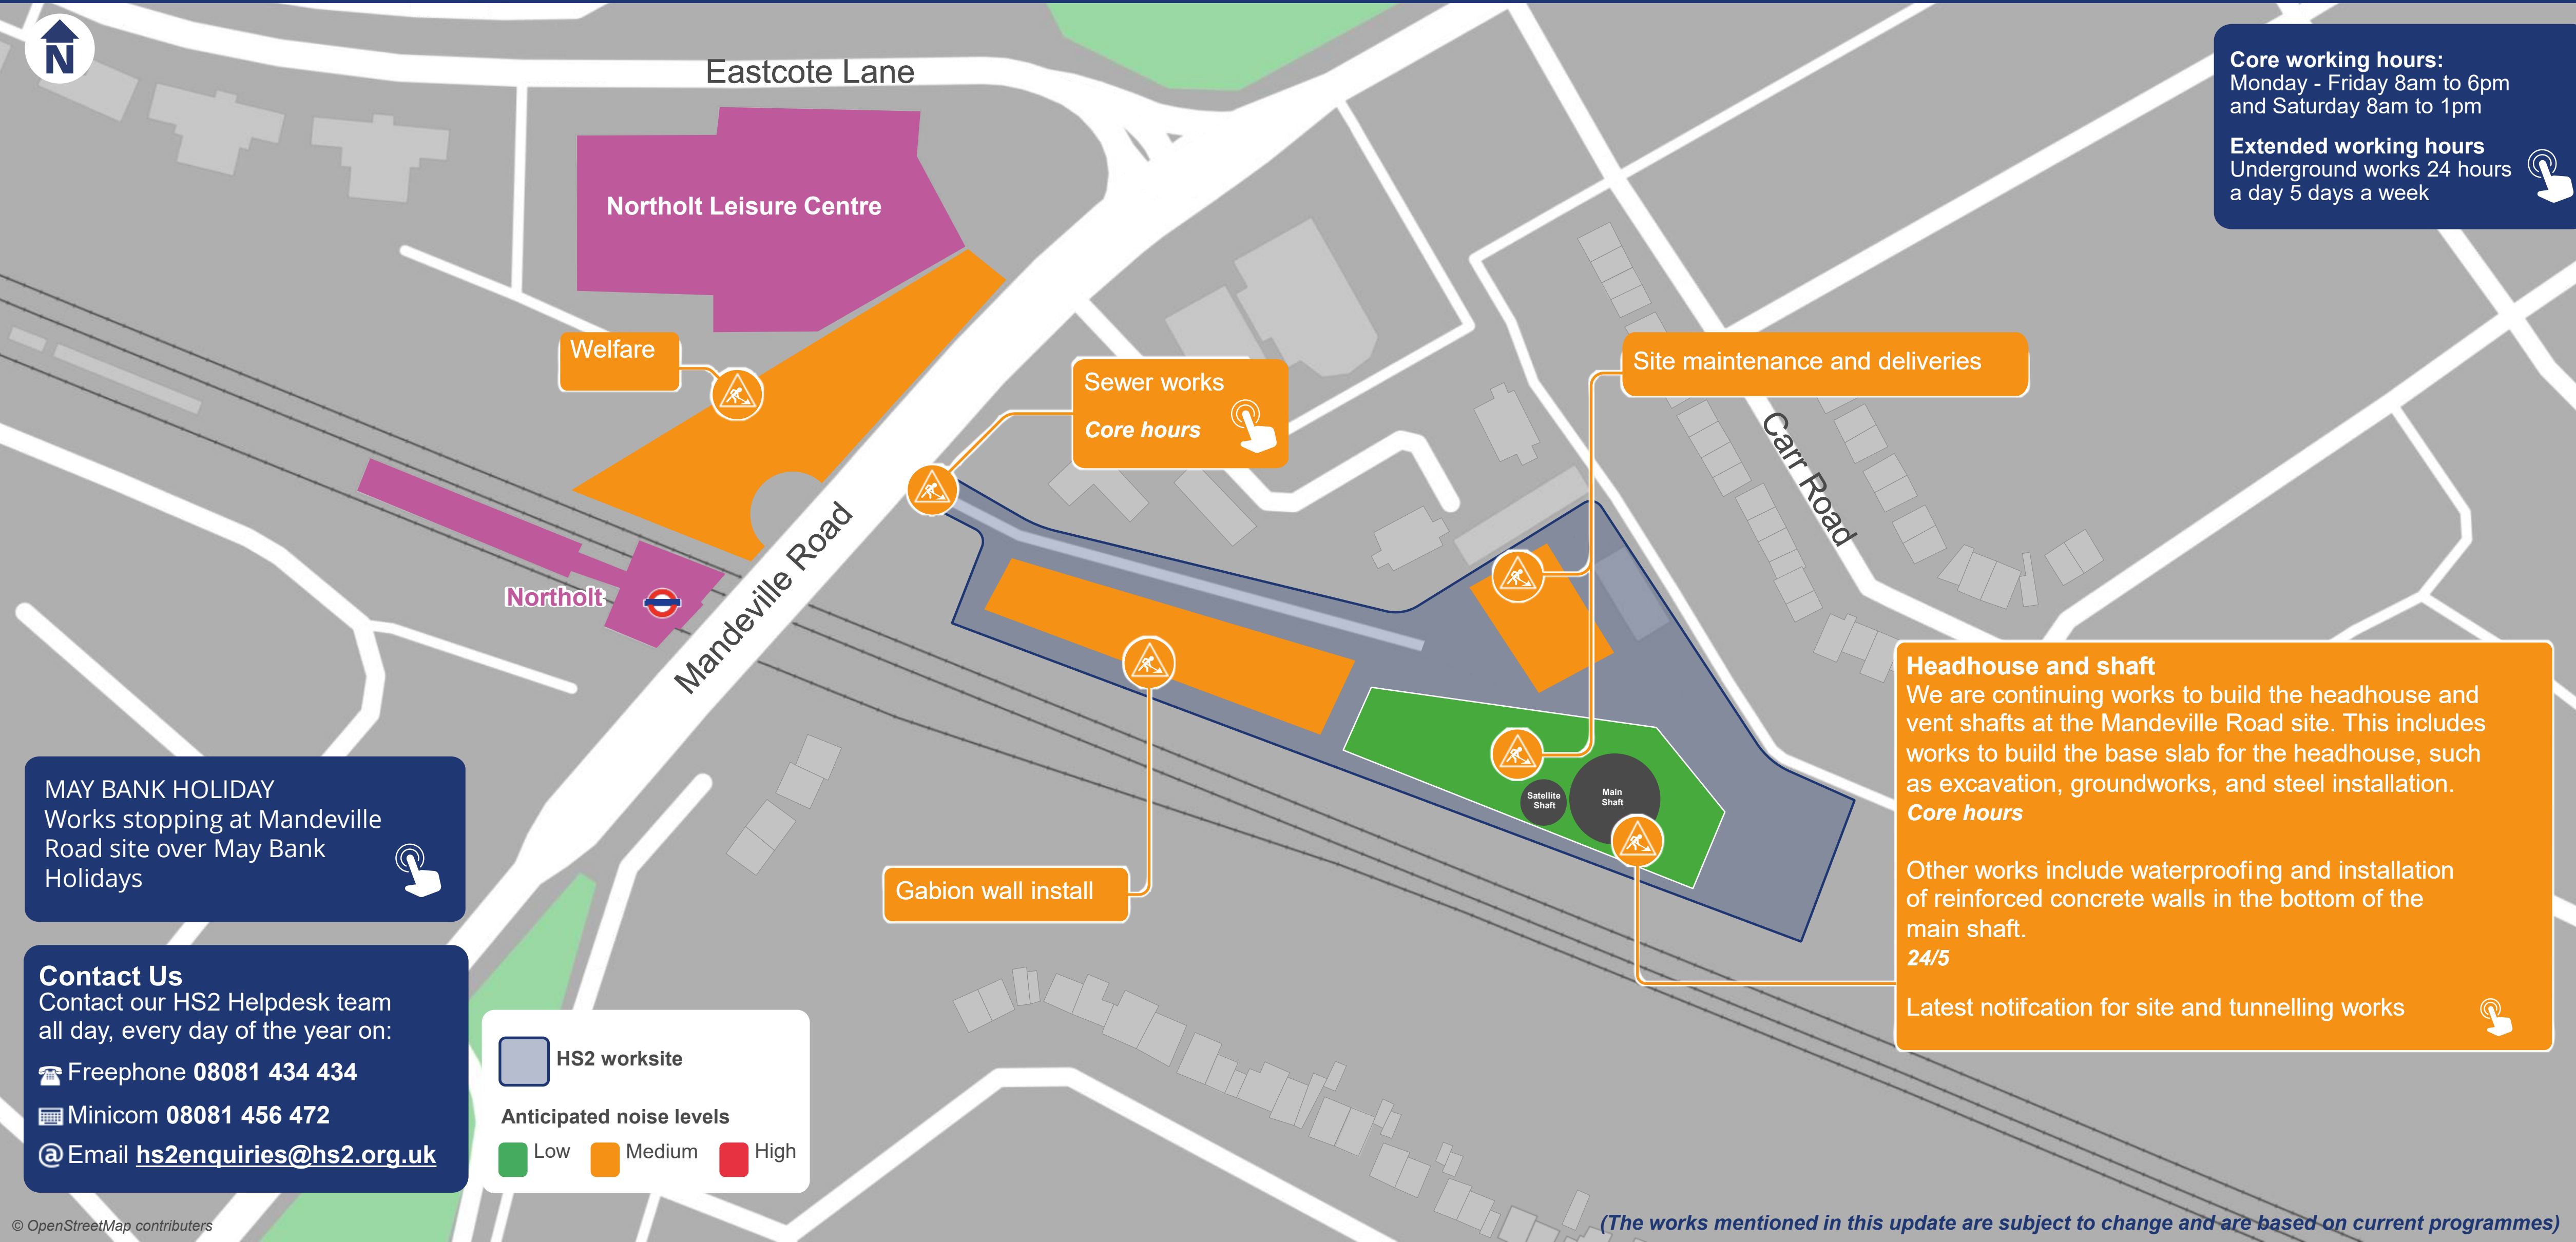 N
Eastcote Lane
Northolt Leisure Centre
Core working hours:
Monday - Friday 8am to 6pm
and Saturday 8am to 1pm
Extended working hours
Underground works 24 hours
a day 5 days a week
Welfare
Sewer works
Core hours
Site maintenance and deliveries
Carr Road
Northolt
Mandeville Road
Satellite
Shaft
Main
Shaft
Gabion wall install
Headhouse and shaft
We are continuing works to build the headhouse and
vent shafts at the Mandeville Road site. This includes
works to build the base slab for the headhouse, such
as excavation, groundworks, and steel installation.
Core hours
Other works include waterproofing and installation
of reinforced concrete walls in the bottom of the
main shaft.
24/5
Latest notifcation for site and tunnelling works
MAY BANK HOLIDAY
Works stopping at Mandeville
Road site over May Bank
Holidays
Contact Us
Contact our HS2 Helpdesk team
all day, every day of the year on:
Freephone 08081 434 434
Minicom 08081 456 472
@ Email hs2enquiries@hs2.org.uk
HS2 worksite
Anticipated noise levels
Low Medium High
© OpenStreetMap contributers
(The works mentioned in this update are subject to change and are based on current programmes)